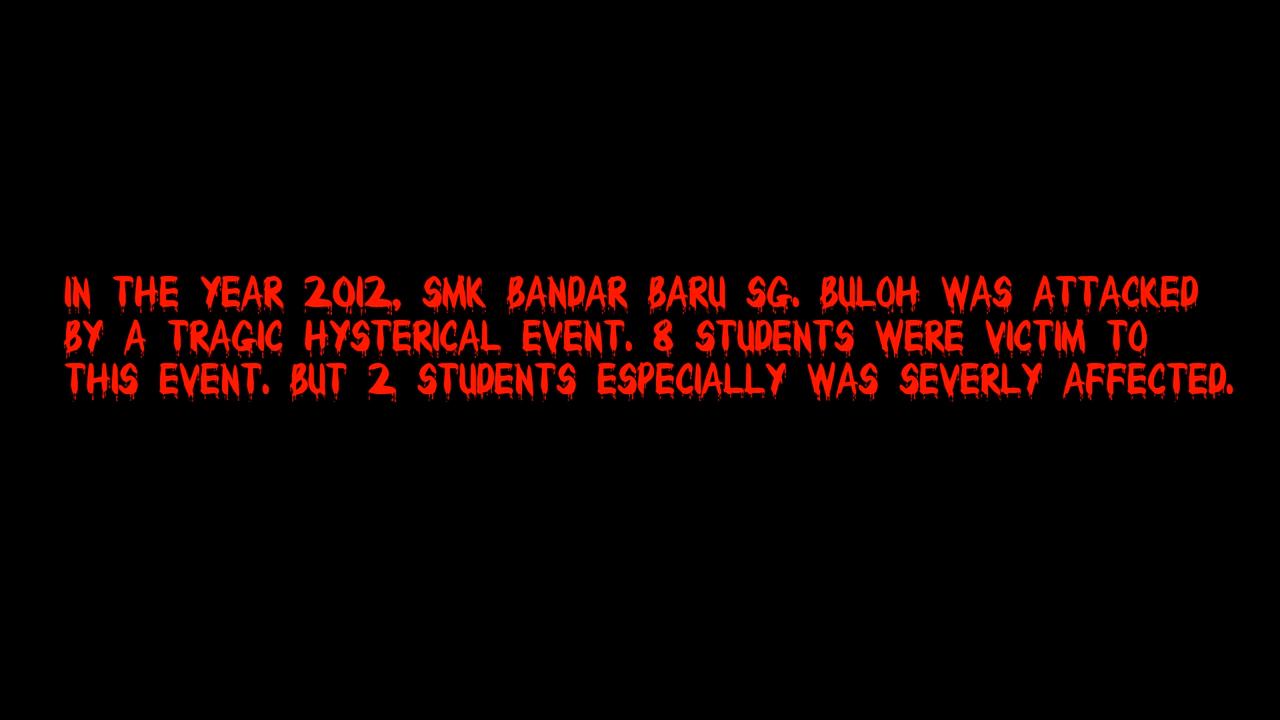 IN THE YEAR 2012, SMK BANDAR BARU SG. BULOH WAS ATTACKED
BY A TRAGIC HYSTERICAL EVENT. 8 STUDENTS WERE VICTIM TO
THIS EVENT. BUT 2 STUDENTS ESPECIALLY WAS SEVERLY AFFECTED.